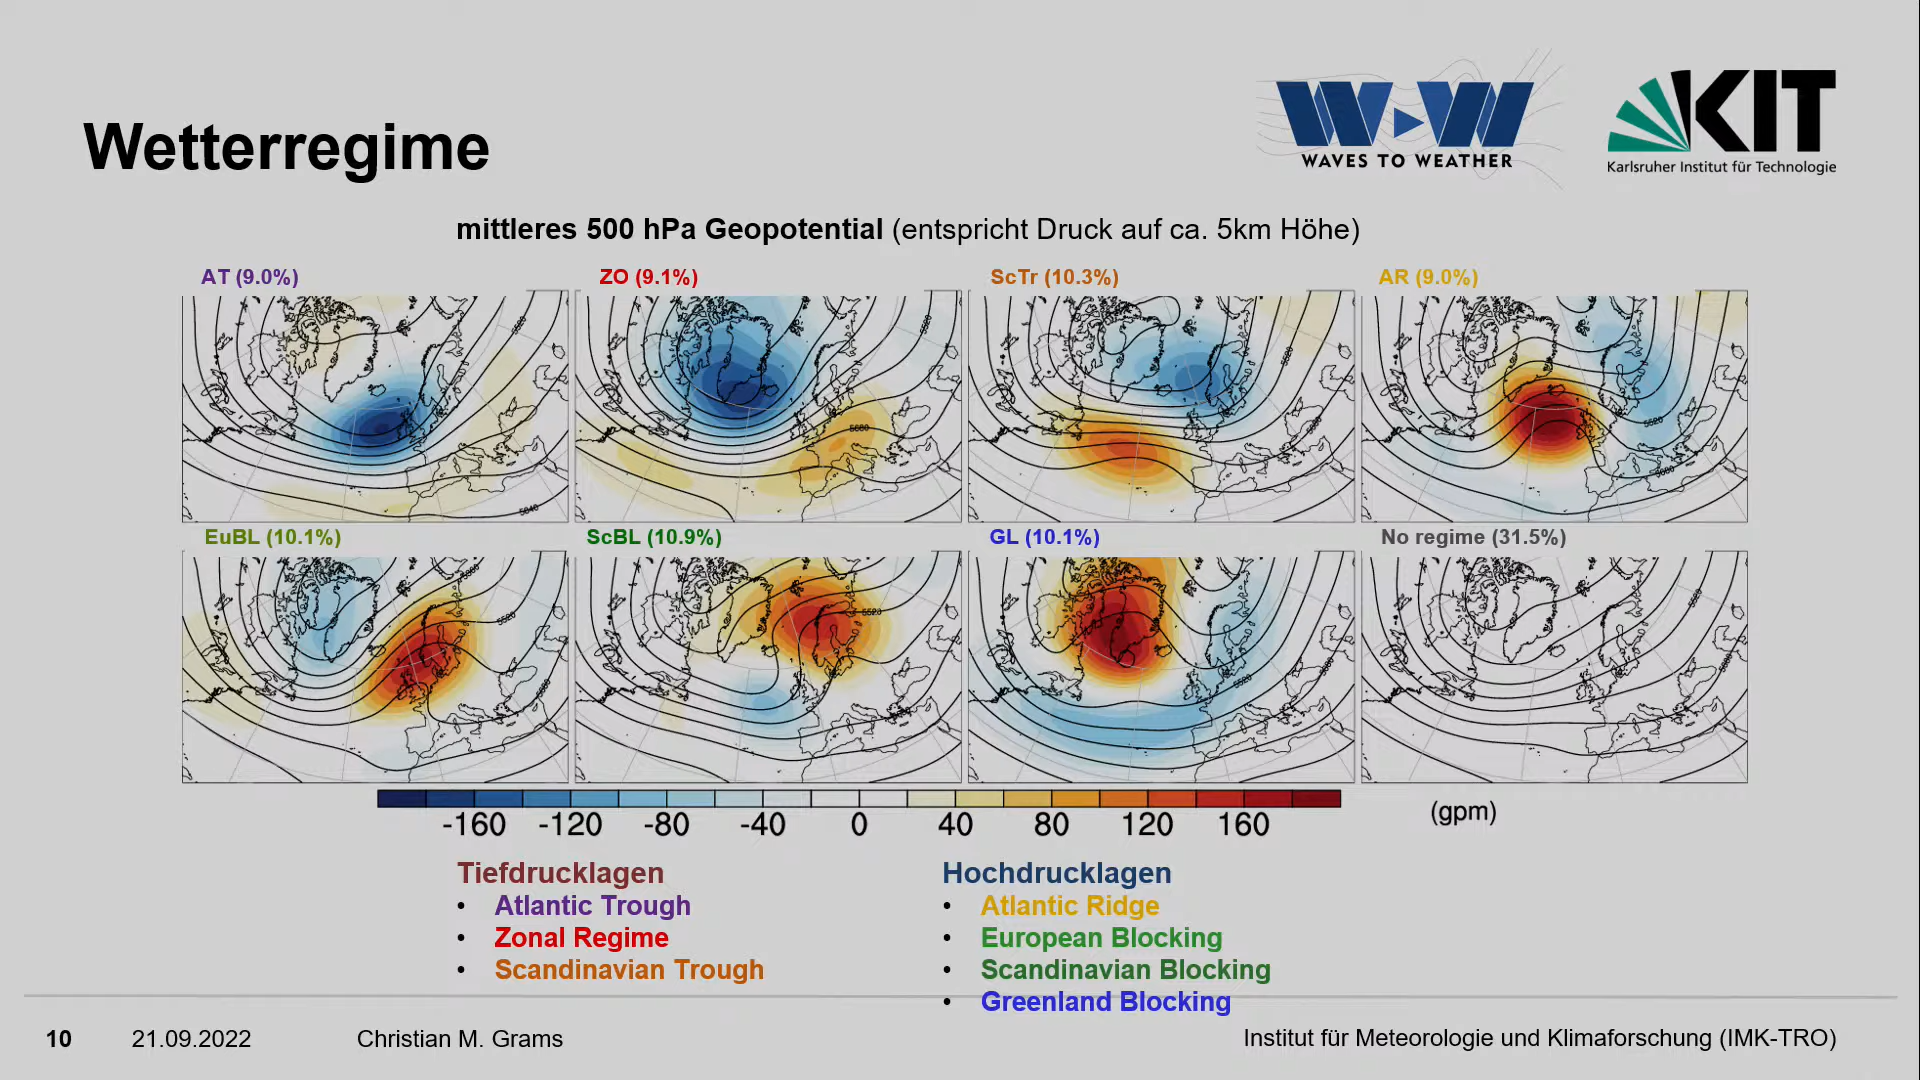 Wetterregime
WAVES TO WEATHER
KIT
Karlsruher Institut für Technologie
mittleres 500 hPa Geopotential (entspricht Druck auf ca. 5km Höhe)
AT (9.0%)
ZO (9.1%)
ScTr (10.3%)
AR (9.0%)
EuBL (10.1%)
ScBL (10.9%)
GL (10.1%)
No regime (31.5%)
-160 -120 -80 -40 0 40 80 120 160
(gpm)
Tiefdrucklagen
• Atlantic Trough
• Zonal Regime
• Scandinavian Trough
Hochdrucklagen
• Atlantic Ridge
• European Blocking
• Scandinavian Blocking
• Greenland Blocking
10 21.09.2022 Christian M. Grams Institut für Meteorologie und Klimaforschung (IMK-TRO)